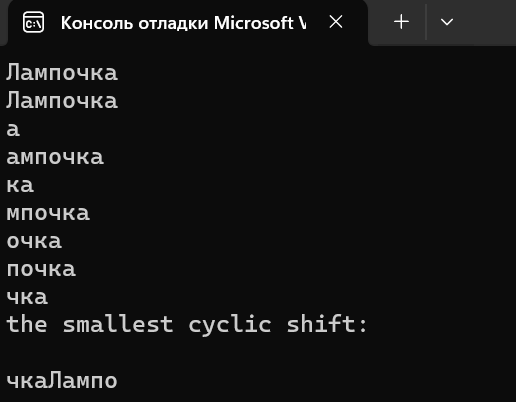 Консоль отладки Microsoft V
Лампочка
Лампочка
а
ампочка
ка
мпочка
очка
почка
чка
the smallest cyclic shift:
чкаЛампо